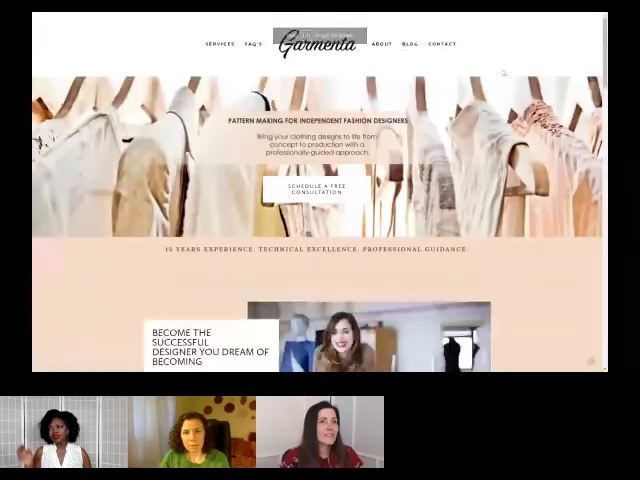 SERVICES FAQ'S Garmenta ABOUT BLOG CONTACT
PATTERN MAKING FOR INDEPENDENT FASHION DESIGNERS
Bring your clothing designs to life from
concept to production with a
professionally-guided approach.
SCHEDULE A FREE
CONSULTATION
15 YEARS EXPERIENCE. TECHNICAL EXCELLENCE. PROFESSIONAL GUIDANCE.
BECOME THE
SUCCESSFUL
DESIGNER YOU DREAM OF
BECOMING